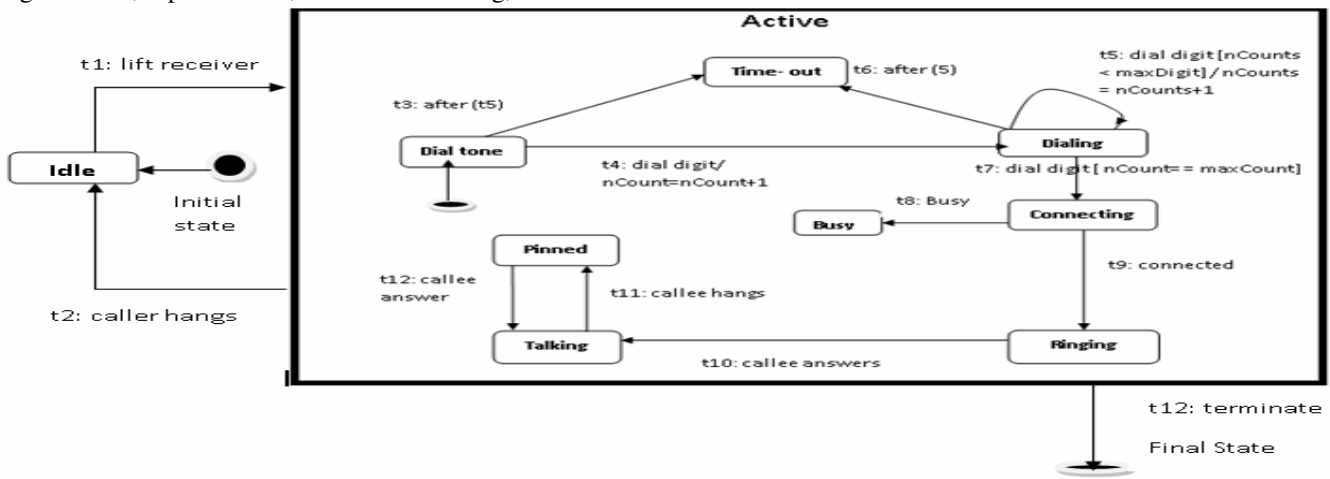 Active
t1: lift receiver
Time- out
t6: after (5)
t5: dial digit[nCounts
< maxDigit]/nCounts
= nCounts+1
t3: after (t5)
Dial tone
Dialing
Idle
t4: dial digit/
nCount=nCount+1
t7: dial digit[ nCount== maxCount]
Initial
state
t8: Busy
Connecting
Busy
Pinned
t12: callee
answer
t11: callee hangs
t9: connected
t2: caller hangs
Talking
Ringing
t10: callee answers
t12: terminate
Final State